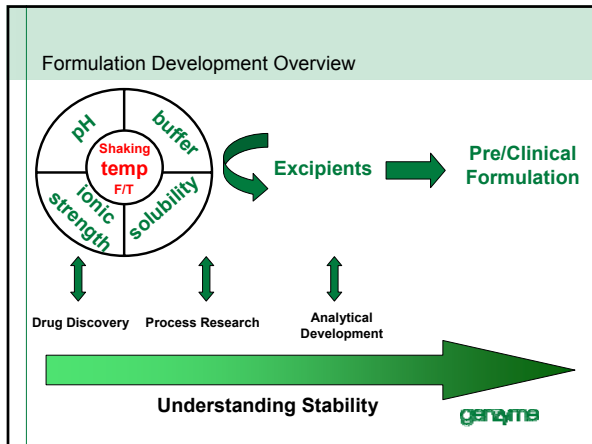 Formulation Development Overview
pH
buffer
Shaking
temp
F/T
ionic
strength
solubility
Excipients
Pre/Clinical
Formulation
Drug Discovery
Process Research
Analytical
Development
Understanding Stability
genzyme